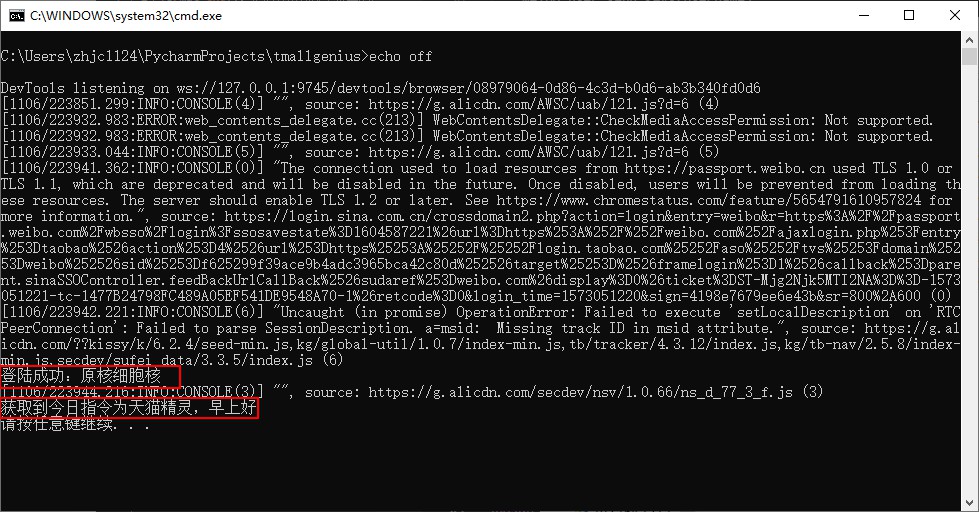 C:\WINDOWS\system32\cmd.exe
C:\Users\zhjcl124\PycharmProjects\tmallgenius>echo off
DevTools listening on ws://127.0.0.1:9745/devtools/browser/08979064-0d86-4c3d-b0d6-ab3b340fd0d6
[1106/223851.299:INFO:CONSOLE(4)] "", source: https://g.alicdn.com/AWSC/uab/121.js?d=6 (4)
[1106/223932.983:ERROR:web_contents_delegate.cc(213)] WebContentsDelegate::CheckMediaAccessPermission: Not supported.
[1106/223932.983:ERROR:web_contents_delegate.cc(213)] WebContentsDelegate::CheckMediaAccessPermission: Not supported.
[1106/223933.044:INFO:CONSOLE(5)] "", source: https://g.alicdn.com/AWSC/uab/121.js?d=6 (5)
[1106/223941.362:INFO:CONSOLE(0)] "The connection used to load resources from https://passport.weibo.cn used TLS 1.0 or
TLS 1.1, which are deprecated and will be disabled in the future. Once disabled, users will be prevented from loading th
ese resources. The server should enable TLS 1.2 or later. See https://www.chromestatus.com/feature/5654791610957824 for
more information.", source: https://login.sina.com.cn/crossdomain2.php?action=login&entry=weibo&r=https%3A%2F%2Fpassport
.weibo.com%2Fwbsso%2Flogin%3Fssosavestate%3D1604587221%26url%3Dhttps%253A%252F%252Fweibo.com%252Fajaxlogin.php%253Fentry
%253Dtaobao%2526action%253D4%2526url%253Dhttps%25253A%25252F%25252Flogin.taobao.com%25252Faso%25252Ftvs%25253Fdomain%252
53Dweibo%252526sid%25253Df625299f39ace9b4adc3965bca42c80d%252526target%25253D%2526framelogin%253D1%2526callback%253Dpare
nt.sinaSSOController.feedBackUrlCallBack%2526sudaref%253Dweibo.com%26display%3D0%26ticket%3DST-Mjg2Njk5MTI2NA%3D%3D-1573
051221-tc-1477B24798FC489A05EF541DE9548A70-1%26retcode%3D0&login_time=1573051220&sign=4198e7679ee6e43b&sr=800%2A600 (0)
[1106/223942.221:INFO:CONSOLE(6)] "Uncaught (in promise) OperationError: Failed to execute 'setLocalDescription' on 'RTC
PeerConnection': Failed to parse SessionDescription. a=msid:  Missing track ID in msid attribute.", source: https://g.al
icdn.com/??kissy/k/6.2.4/seed-min.js,kg/global-util/1.0.7/index-min.js,tb/tracker/4.3.12/index.js,kg/tb-nav/2.5.8/index-
min.js,secdev/sufei_data/3.3.5/index.js (6)
登陆成功：原核细胞核
[1106/223944.216:INFO:CONSOLE(3)] "", source: https://g.alicdn.com/secdev/nsv/1.0.66/ns_d_77_3_f.js (3)
获取到今日指令为天猫精灵，早上好
请按任意键继续. . .